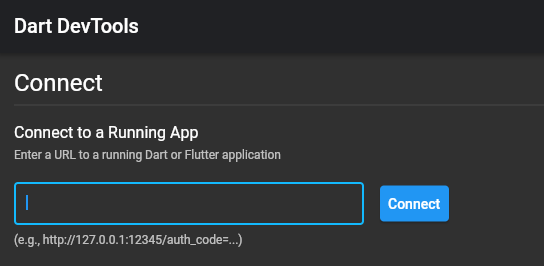 Dart DevTools
Connect
Connect to a Running App
Enter a URL to a running Dart or Flutter application
Connect
(e.g., http://127.0.0.1:12345/auth_code=...)